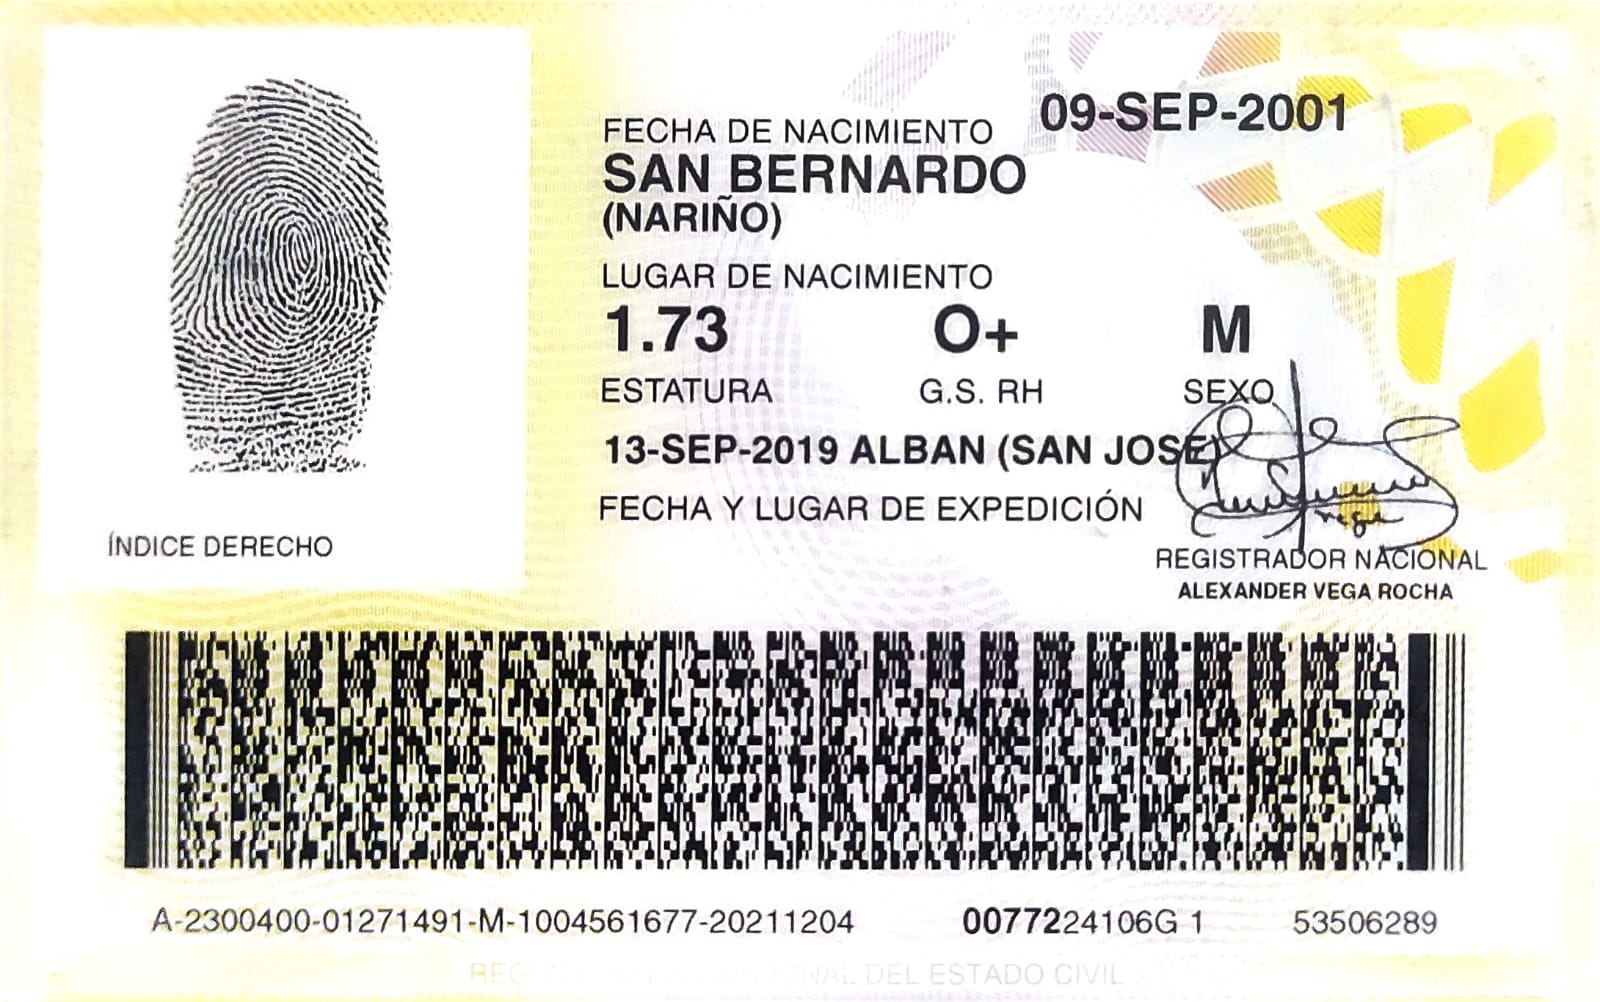 09-SEP-2001
FECHA DE NACIMIENTO
SAN BERNARDO
(NARIÑO)
LUGAR DE NACIMIENTO
1.73 O+ M
ESTATURA G.S. RH SEXO
13-SEP-2019 ALBAN (SAN JOSE)
FECHA Y LUGAR DE EXPEDICIÓN
vega
REGISTRADOR NACIONAL
ALEXANDER VEGA ROCHA
ÍNDICE DERECHO
A-2300400-01271491-M-1004561677-20211204 0077224106G 1 53506289
NAL DEL ESTADO CIVIL